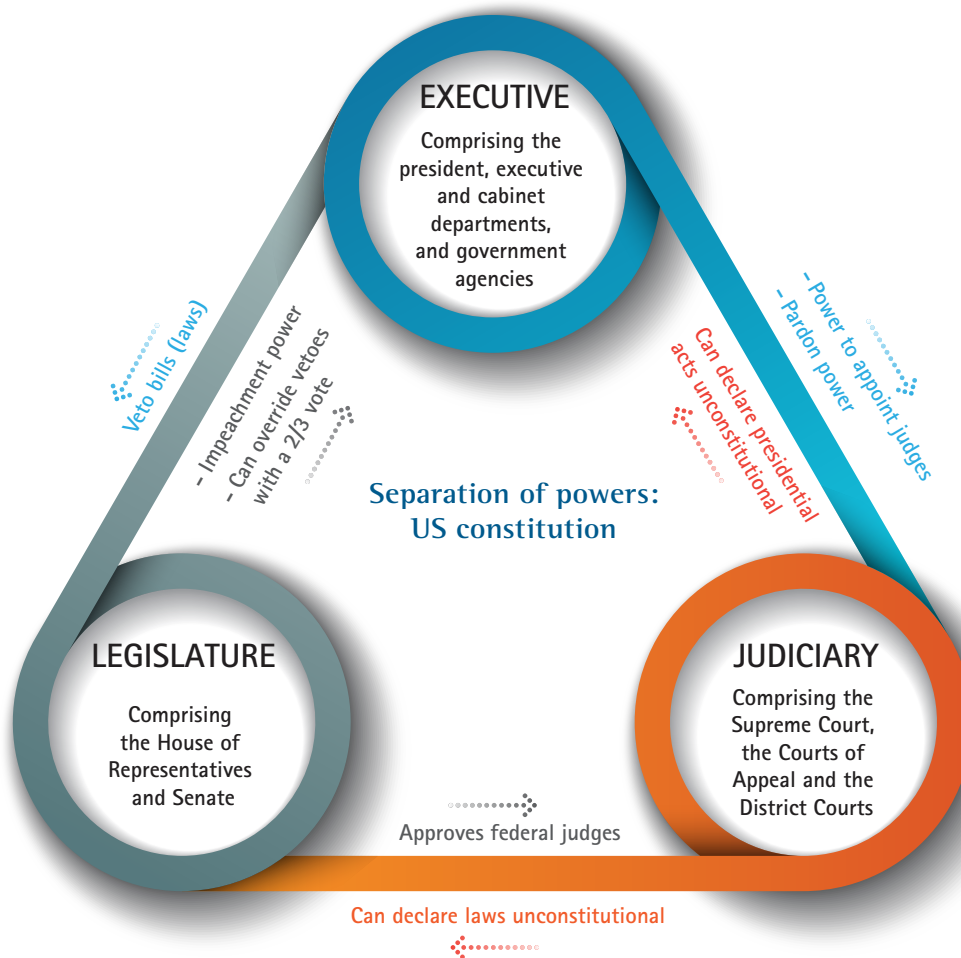 EXECUTIVE
Comprising the
president, executive
and cabinet
departments,
and government
agencies
Veto bills (laws)
- Impeachment power
- Can override vetoes
with a 2/3 vote
Can declare presidential
acts unconstitutional
- Power to appoint judges
- Pardon power
Separation of powers:
US constitution
LEGISLATURE
Comprising
the House of
Representatives
and Senate
JUDICIARY
Comprising the
Supreme Court,
the Courts of
Appeal and the
District Courts
Approves federal judges
Can declare laws unconstitutional